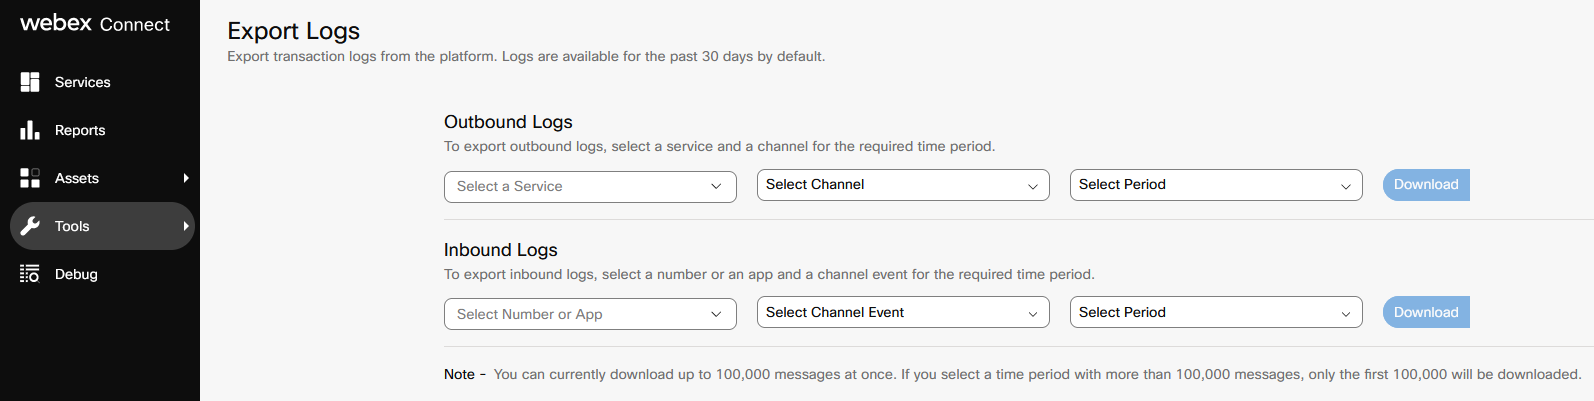 webex Connect
Services
Reports
Assets
Tools
Debug
Export Logs
Export transaction logs from the platform. Logs are available for the past 30 days by default.
Outbound Logs
To export outbound logs, select a service and a channel for the required time period.
Select a Service
Select Channel
Select Period
Download
Inbound Logs
To export inbound logs, select a number or an app and a channel event for the required time period.
Select Number or App
Select Channel Event
Select Period
Download
Note - You can currently download up to 100,000 messages at once. If you select a time period with more than 100,000 messages, only the first 100,000 will be downloaded.